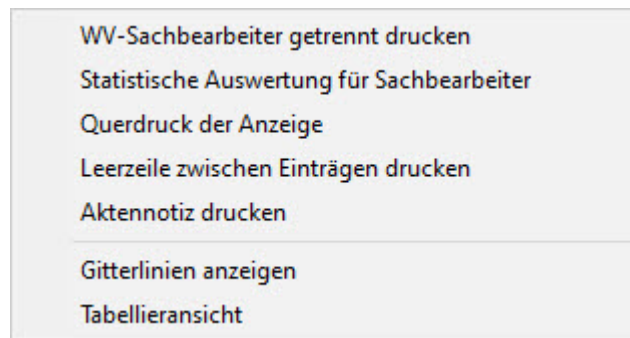 WV-Sachbearbeiter getrennt drucken
Statistische Auswertung für Sachbearbeiter
Querdruck der Anzeige
Leerzeile zwischen Einträgen drucken
Aktennotiz drucken
Gitterlinien anzeigen
Tabellieransicht